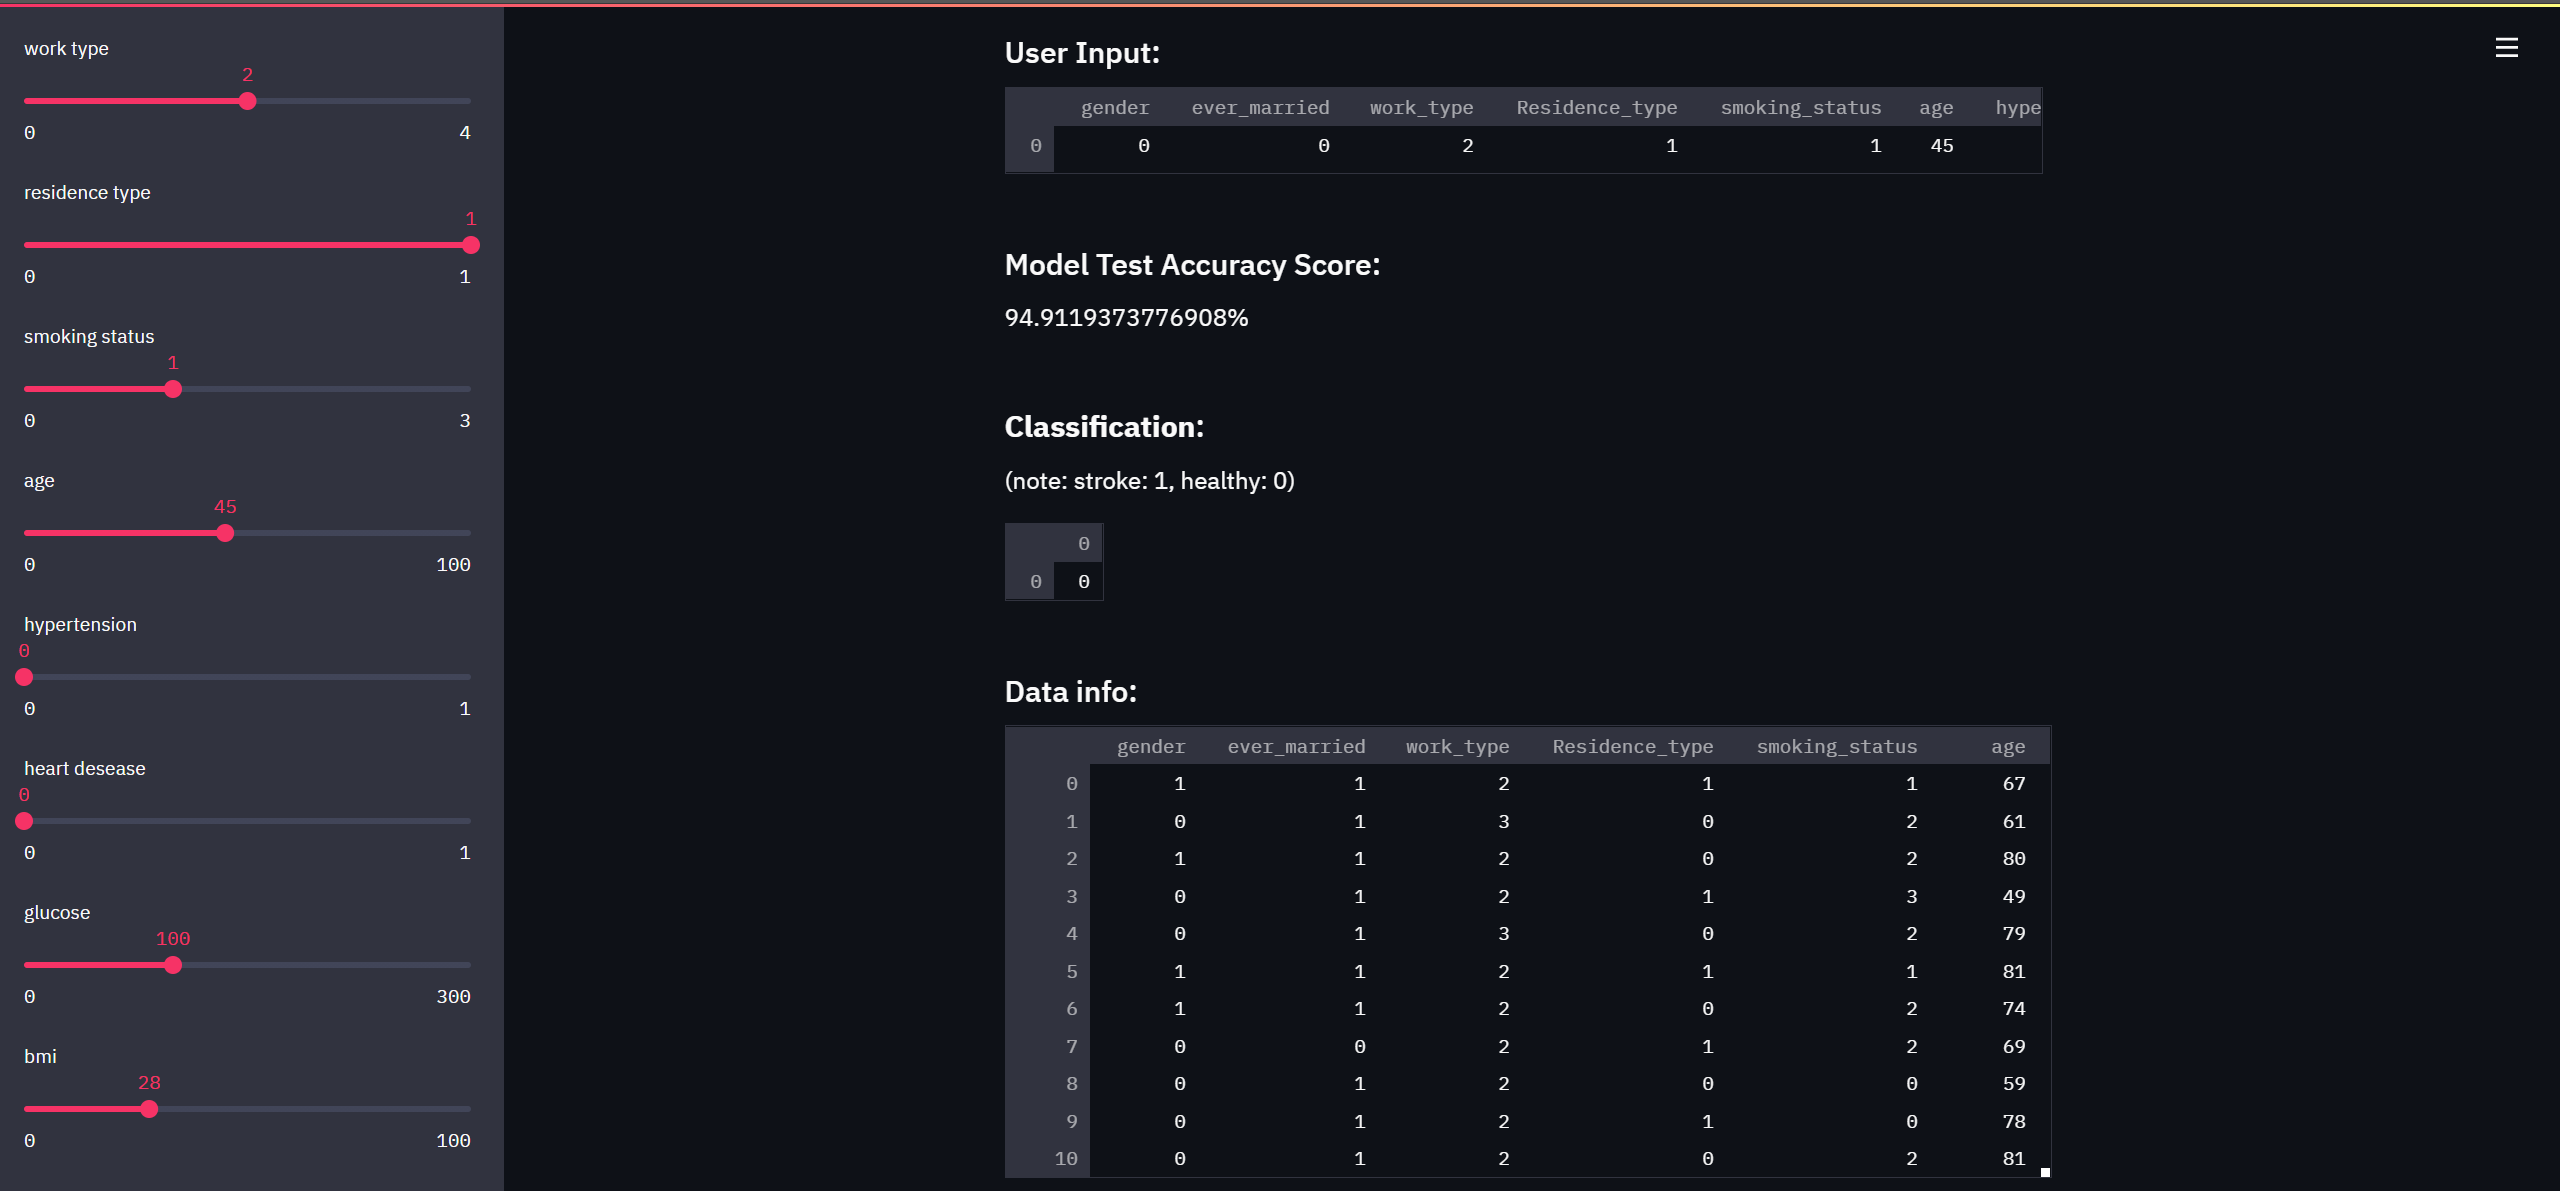 work type
2
0 4
residence type
1
0 1
smoking status
1
0 3
age
45
0 100
hypertension
0
0 1
heart desease
0
0 1
glucose
100
0 300
bmi
28
0 100
User Input:
gender ever_married work_type Residence_type smoking_status age hype
0 0 0 2 1 1 45
Model Test Accuracy Score:
94.9119373776908%
Classification:
(note: stroke: 1, healthy: 0)
0
0 0
Data info:
gender ever_married work_type Residence_type smoking_status age
0 1 1 2 1 1 67
1 0 1 3 0 2 61
2 1 1 2 0 2 80
3 0 1 2 1 3 49
4 0 1 3 0 2 79
5 1 1 2 1 1 81
6 1 1 2 0 2 74
7 0 0 2 1 2 69
8 0 1 2 0 0 59
9 0 1 2 1 0 78
10 0 1 2 0 2 81